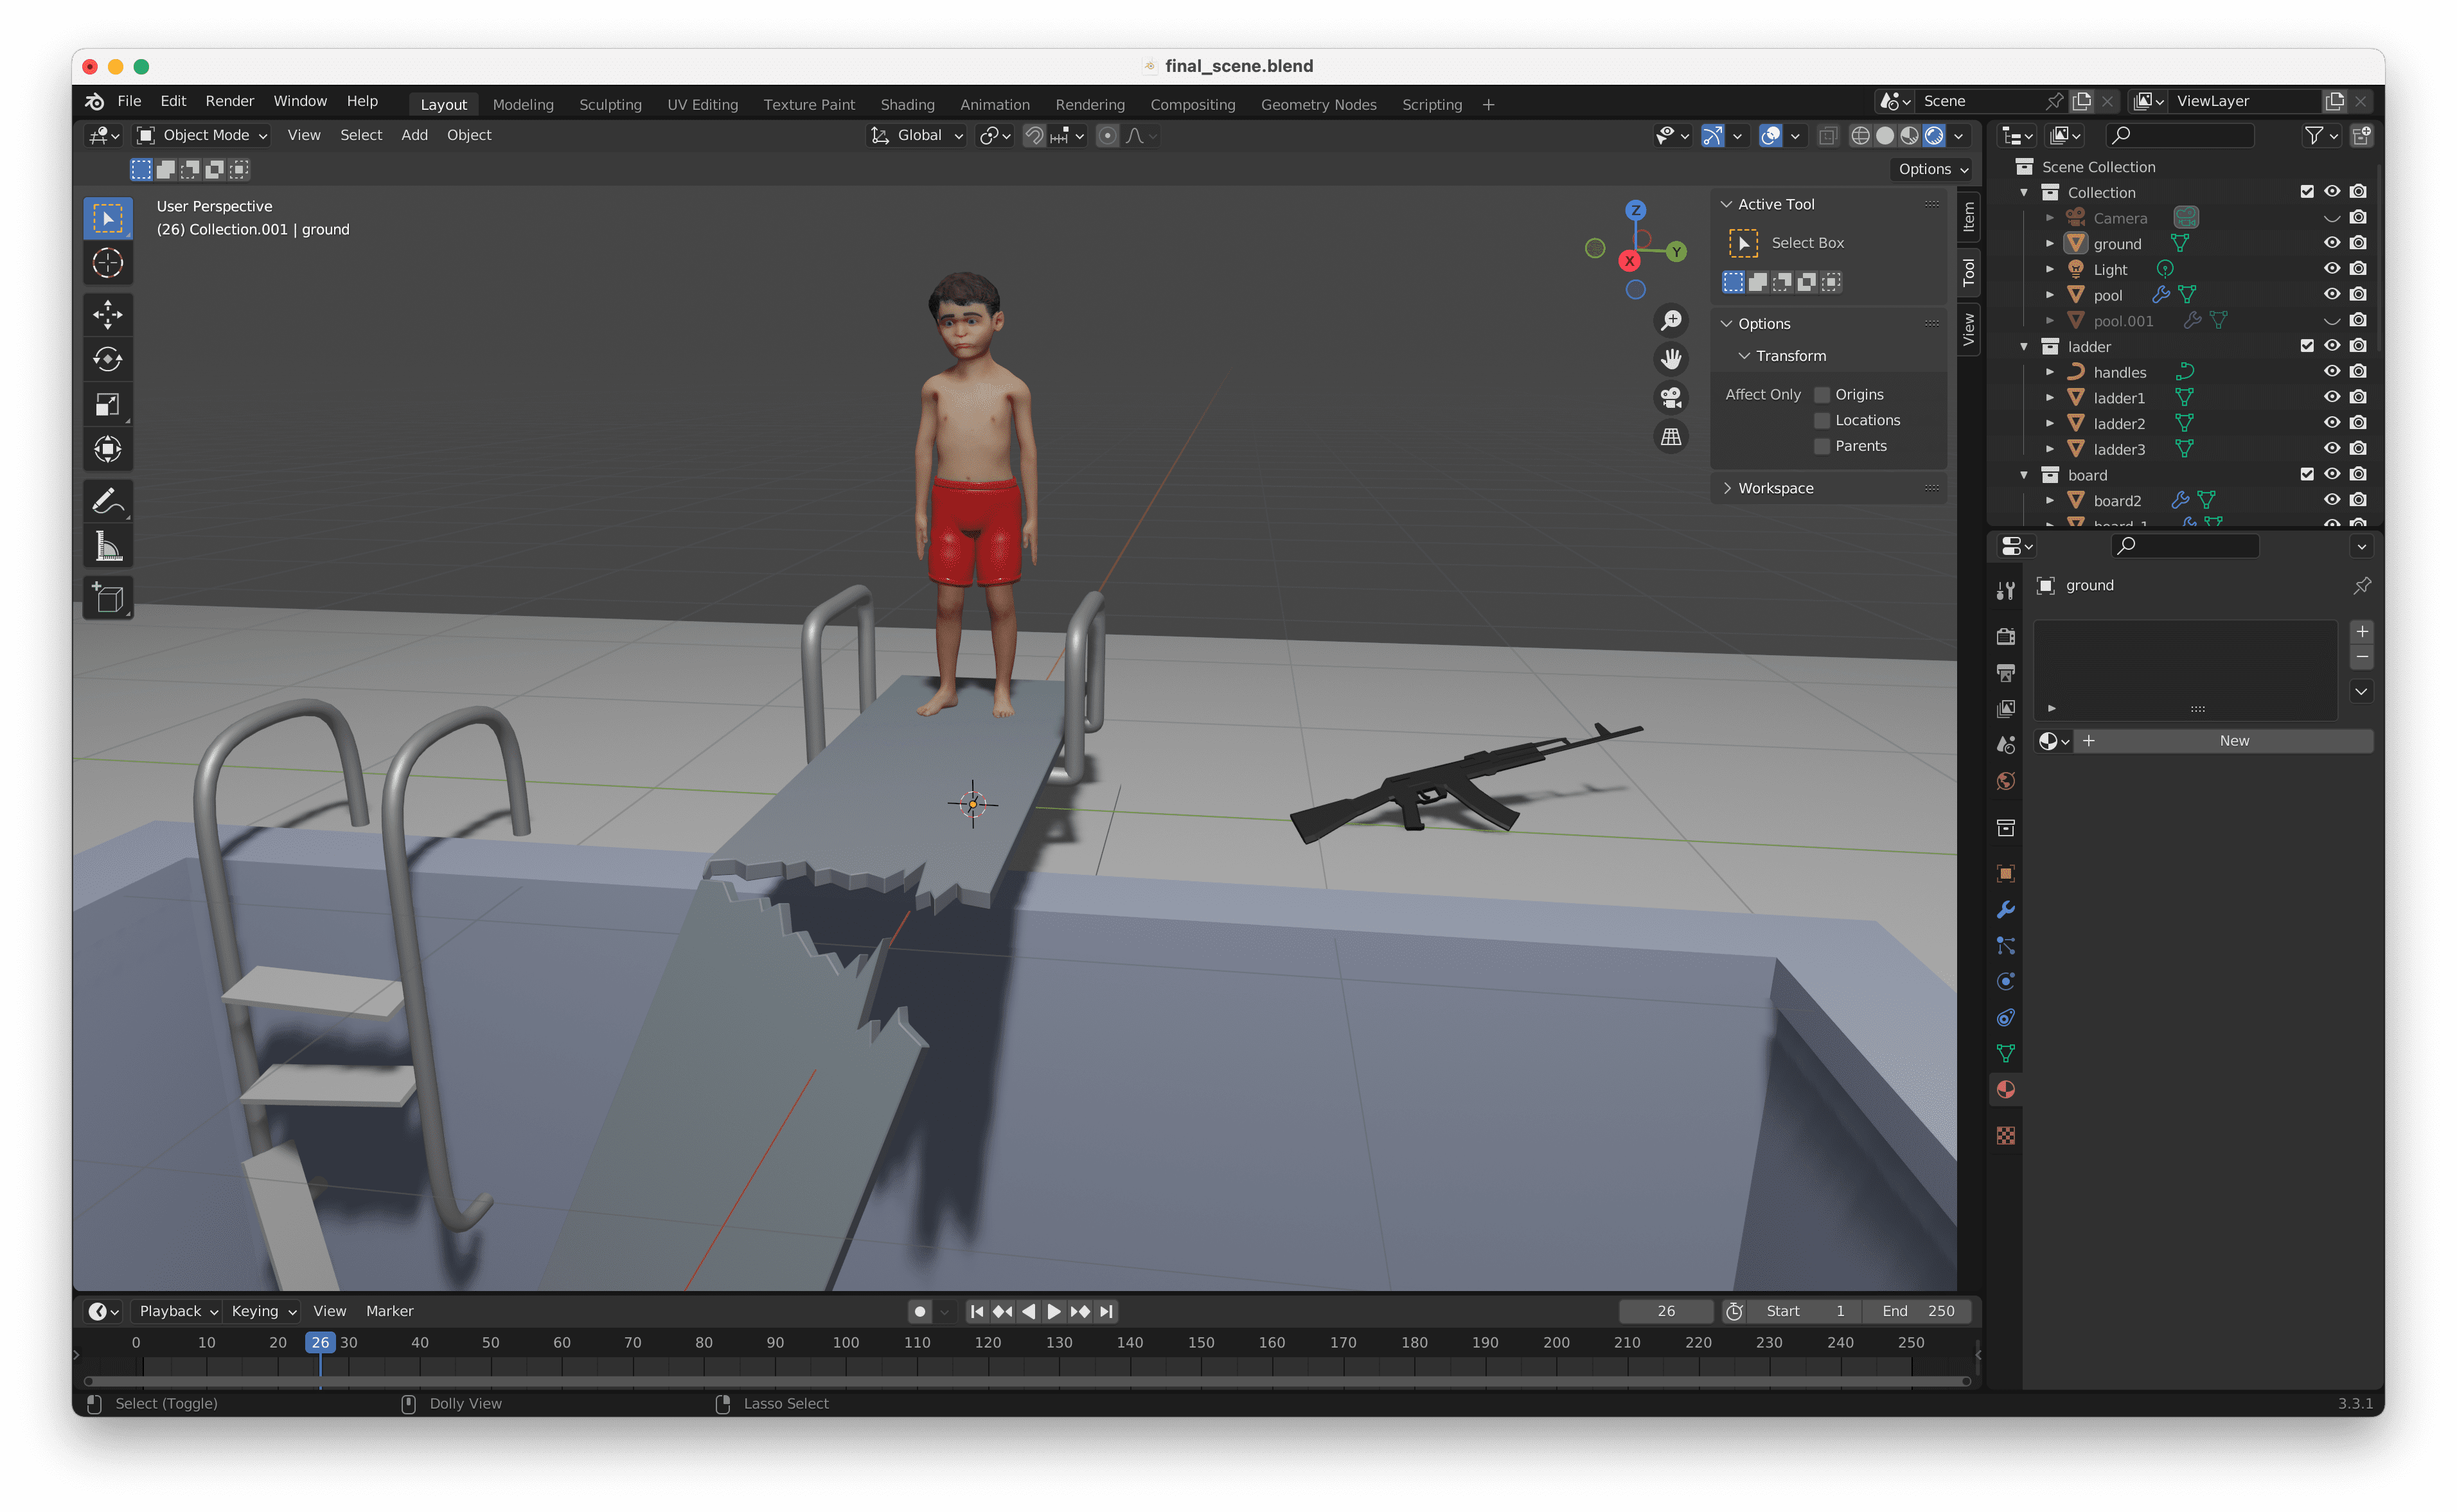 final_scene.blend
File Edit Render Window Help Layout Modeling Sculpting UV Editing Texture Paint Shading Animation Rendering Compositing Geometry Nodes Scripting + Scene ViewLayer
Object Mode View Select Add Object Global
Options
User Perspective
(26) Collection.001 | ground
Z
Y
X
Active Tool
Select Box
Options
Transform
Affect Only Origins
Locations
Parents
Workspace
Item
Tool
View
Scene Collection
Collection
Camera
ground
Light
pool
pool.001
ladder
handles
ladder1
ladder2
ladder3
board
board2
board_1
ground
+ New
Playback Keying View Marker 26 Start 1 End 250
0 10 20 26 30 40 50 60 70 80 90 100 110 120 130 140 150 160 170 180 190 200 210 220 230 240 250
Select (Toggle) Dolly View Lasso Select 3.3.1